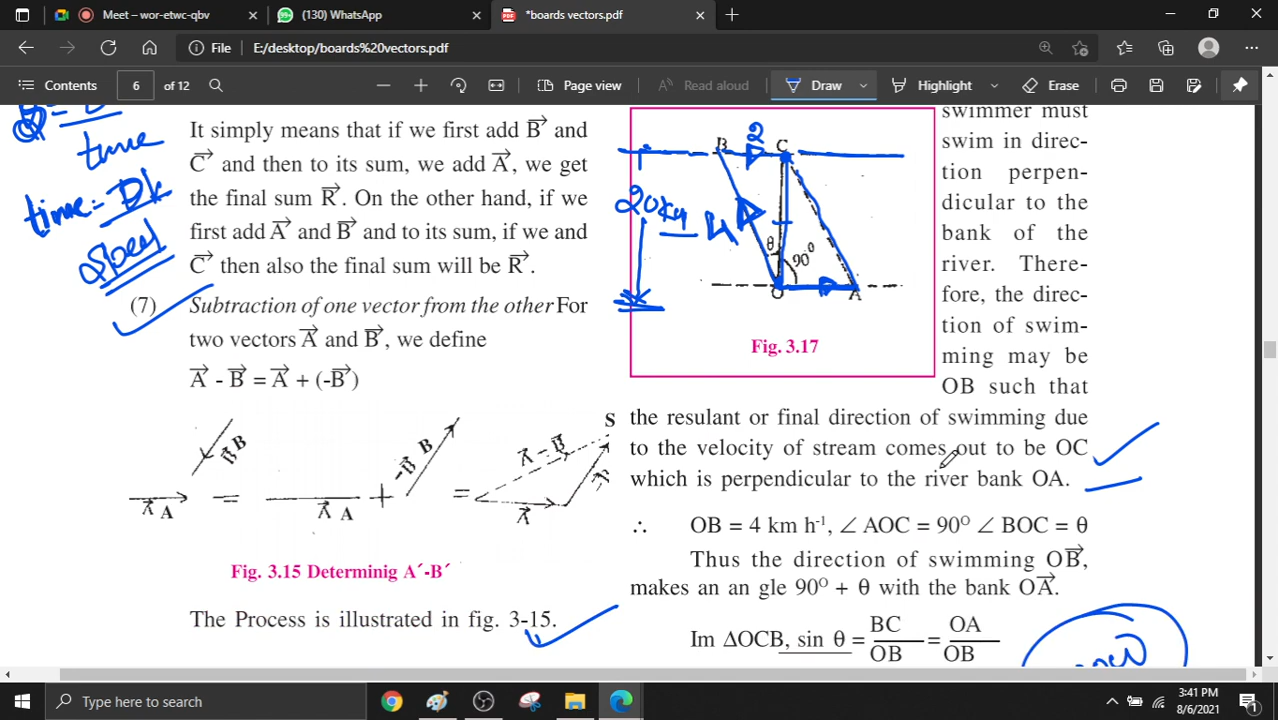 Meet – wor-etwc-qbv
(130) WhatsApp
*boards vectors.pdf
File
E:/desktop/boards%20vectors.pdf
Contents
6
of 12
Page view
Read aloud
Draw
Highlight
Erase
time
time = D
speed
It simply means that if we first add B⃗ and
C⃗ and then to its sum, we add A⃗, we get
the final sum R⃗. On the other hand, if we
first add A⃗ and B⃗ and to its sum, if we and
C⃗ then also the final sum will be R⃗.
(7) Subtraction of one vector from the other For
two vectors A⃗ and B⃗, we define
A⃗ - B⃗ = A⃗ + (-B⃗)
B⃗ B
A⃗ A
=
A⃗ A
+
-B⃗ B
=
A⃗ - B⃗
A⃗
S
Fig. 3.15 Determinig A´-B´
The Process is illustrated in fig. 3-15.
B 2 C
20km
4
θ
90⁰
O
A
Fig. 3.17
swimmer must
swim in direc-
tion perpen-
dicular to the
bank of the
river. There-
fore, the direc-
tion of swim-
ming may be
OB such that
the resulant or final direction of swimming due
to the velocity of stream comes out to be OC
which is perpendicular to the river bank OA.
∴ OB = 4 km h⁻¹, ∠ AOC = 90ᴼ ∠ BOC = θ
Thus the direction of swimming OB⃗,
makes an an gle 90ᴼ + θ with the bank OA⃗.
Im ΔOCB, sin θ = BC/OB = OA/OB
Type here to search
3:41 PM
8/6/2021
1